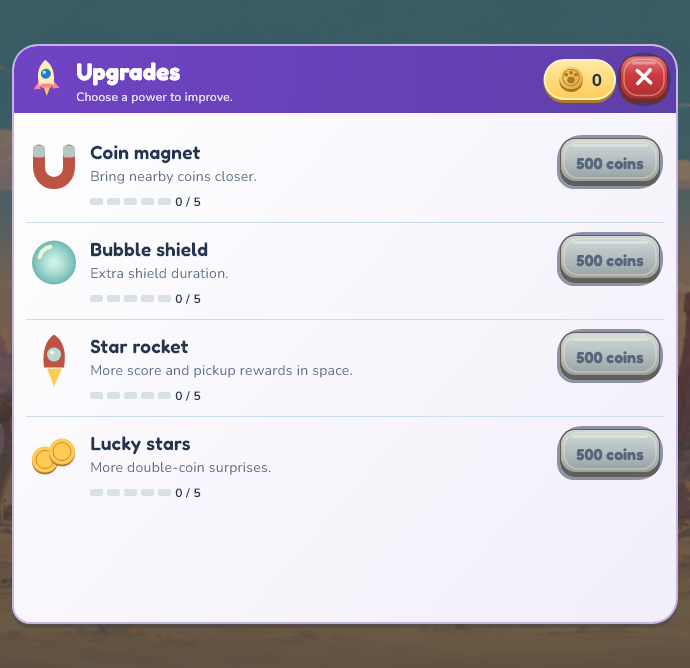 Upgrades
Choose a power to improve.
0
Coin magnet
Bring nearby coins closer.
0 / 5
500 coins
Bubble shield
Extra shield duration.
0 / 5
500 coins
Star rocket
More score and pickup rewards in space.
0 / 5
500 coins
Lucky stars
More double-coin surprises.
0 / 5
500 coins